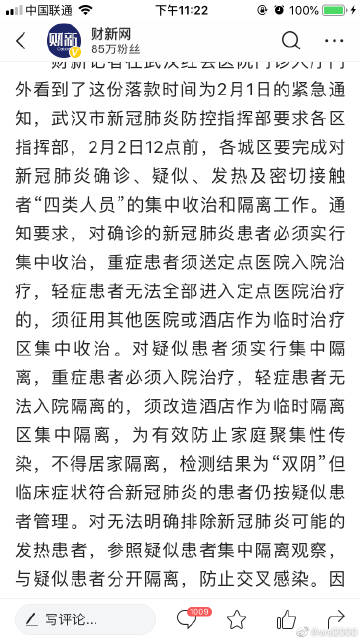 中国联通 下午11:22 100%
财新 财新网
85万粉丝
财新记者在武汉红会医院门诊大厅门
外看到了这份落款时间为2月1日的紧急通
知，武汉市新冠肺炎防控指挥部要求各区
指挥部，2月2日12点前，各城区要完成对
新冠肺炎确诊、疑似、发热及密切接触
者“四类人员”的集中收治和隔离工作。通
知要求，对确诊的新冠肺炎患者必须实行
集中收治，重症患者须送定点医院入院治
疗，轻症患者无法全部进入定点医院治疗
的，须征用其他医院或酒店作为临时治疗
区集中收治。对疑似患者须实行集中隔
离，重症患者必须入院治疗，轻症患者无
法入院隔离的，须改造酒店作为临时隔离
区集中隔离，为有效防止家庭聚集性传
染，不得居家隔离，检测结果为“双阴”但
临床症状符合新冠肺炎的患者仍按疑似患
者管理。对无法明确排除新冠肺炎可能的
发热患者，参照疑似患者集中隔离观察，
与疑似患者分开隔离，防止交叉感染。因
写评论... 1009